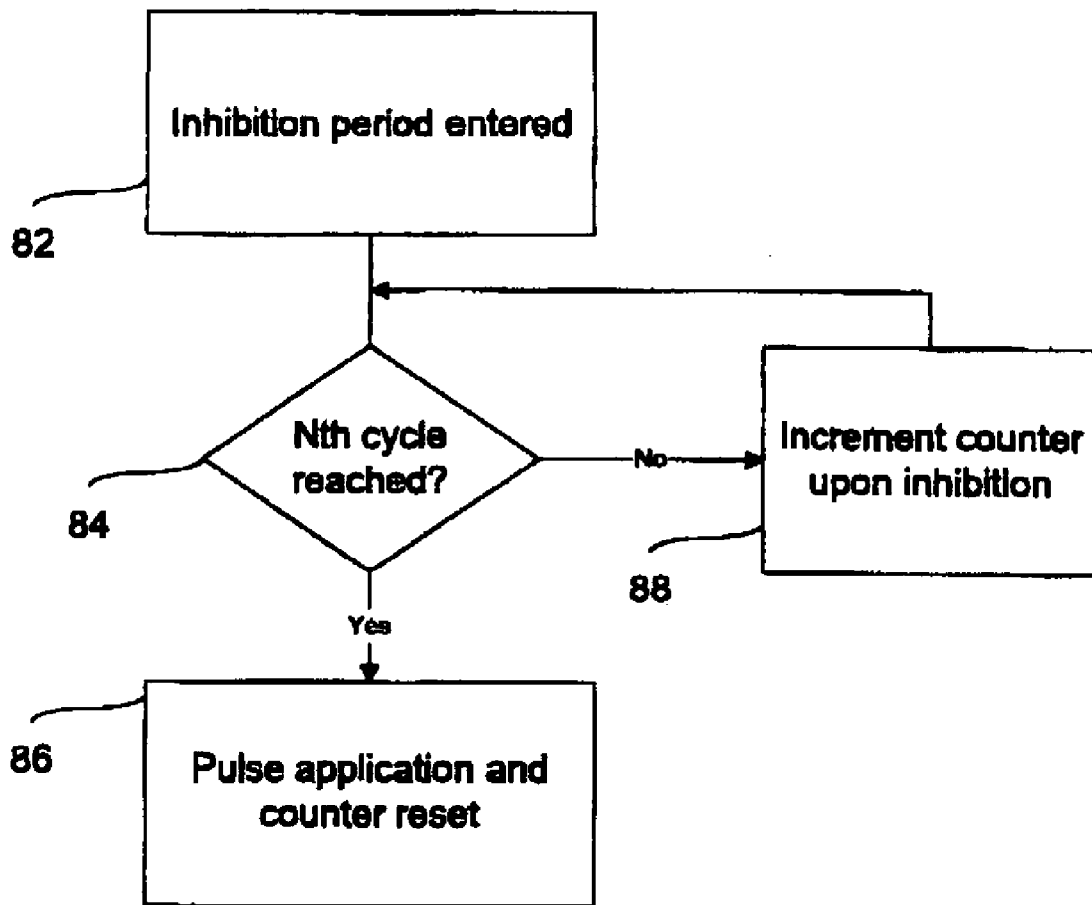 Inhibition period entered
82
Nth cycle
reached?
84
No
Increment counter
upon inhibition
88
Yes
86
Pulse application and
counter reset